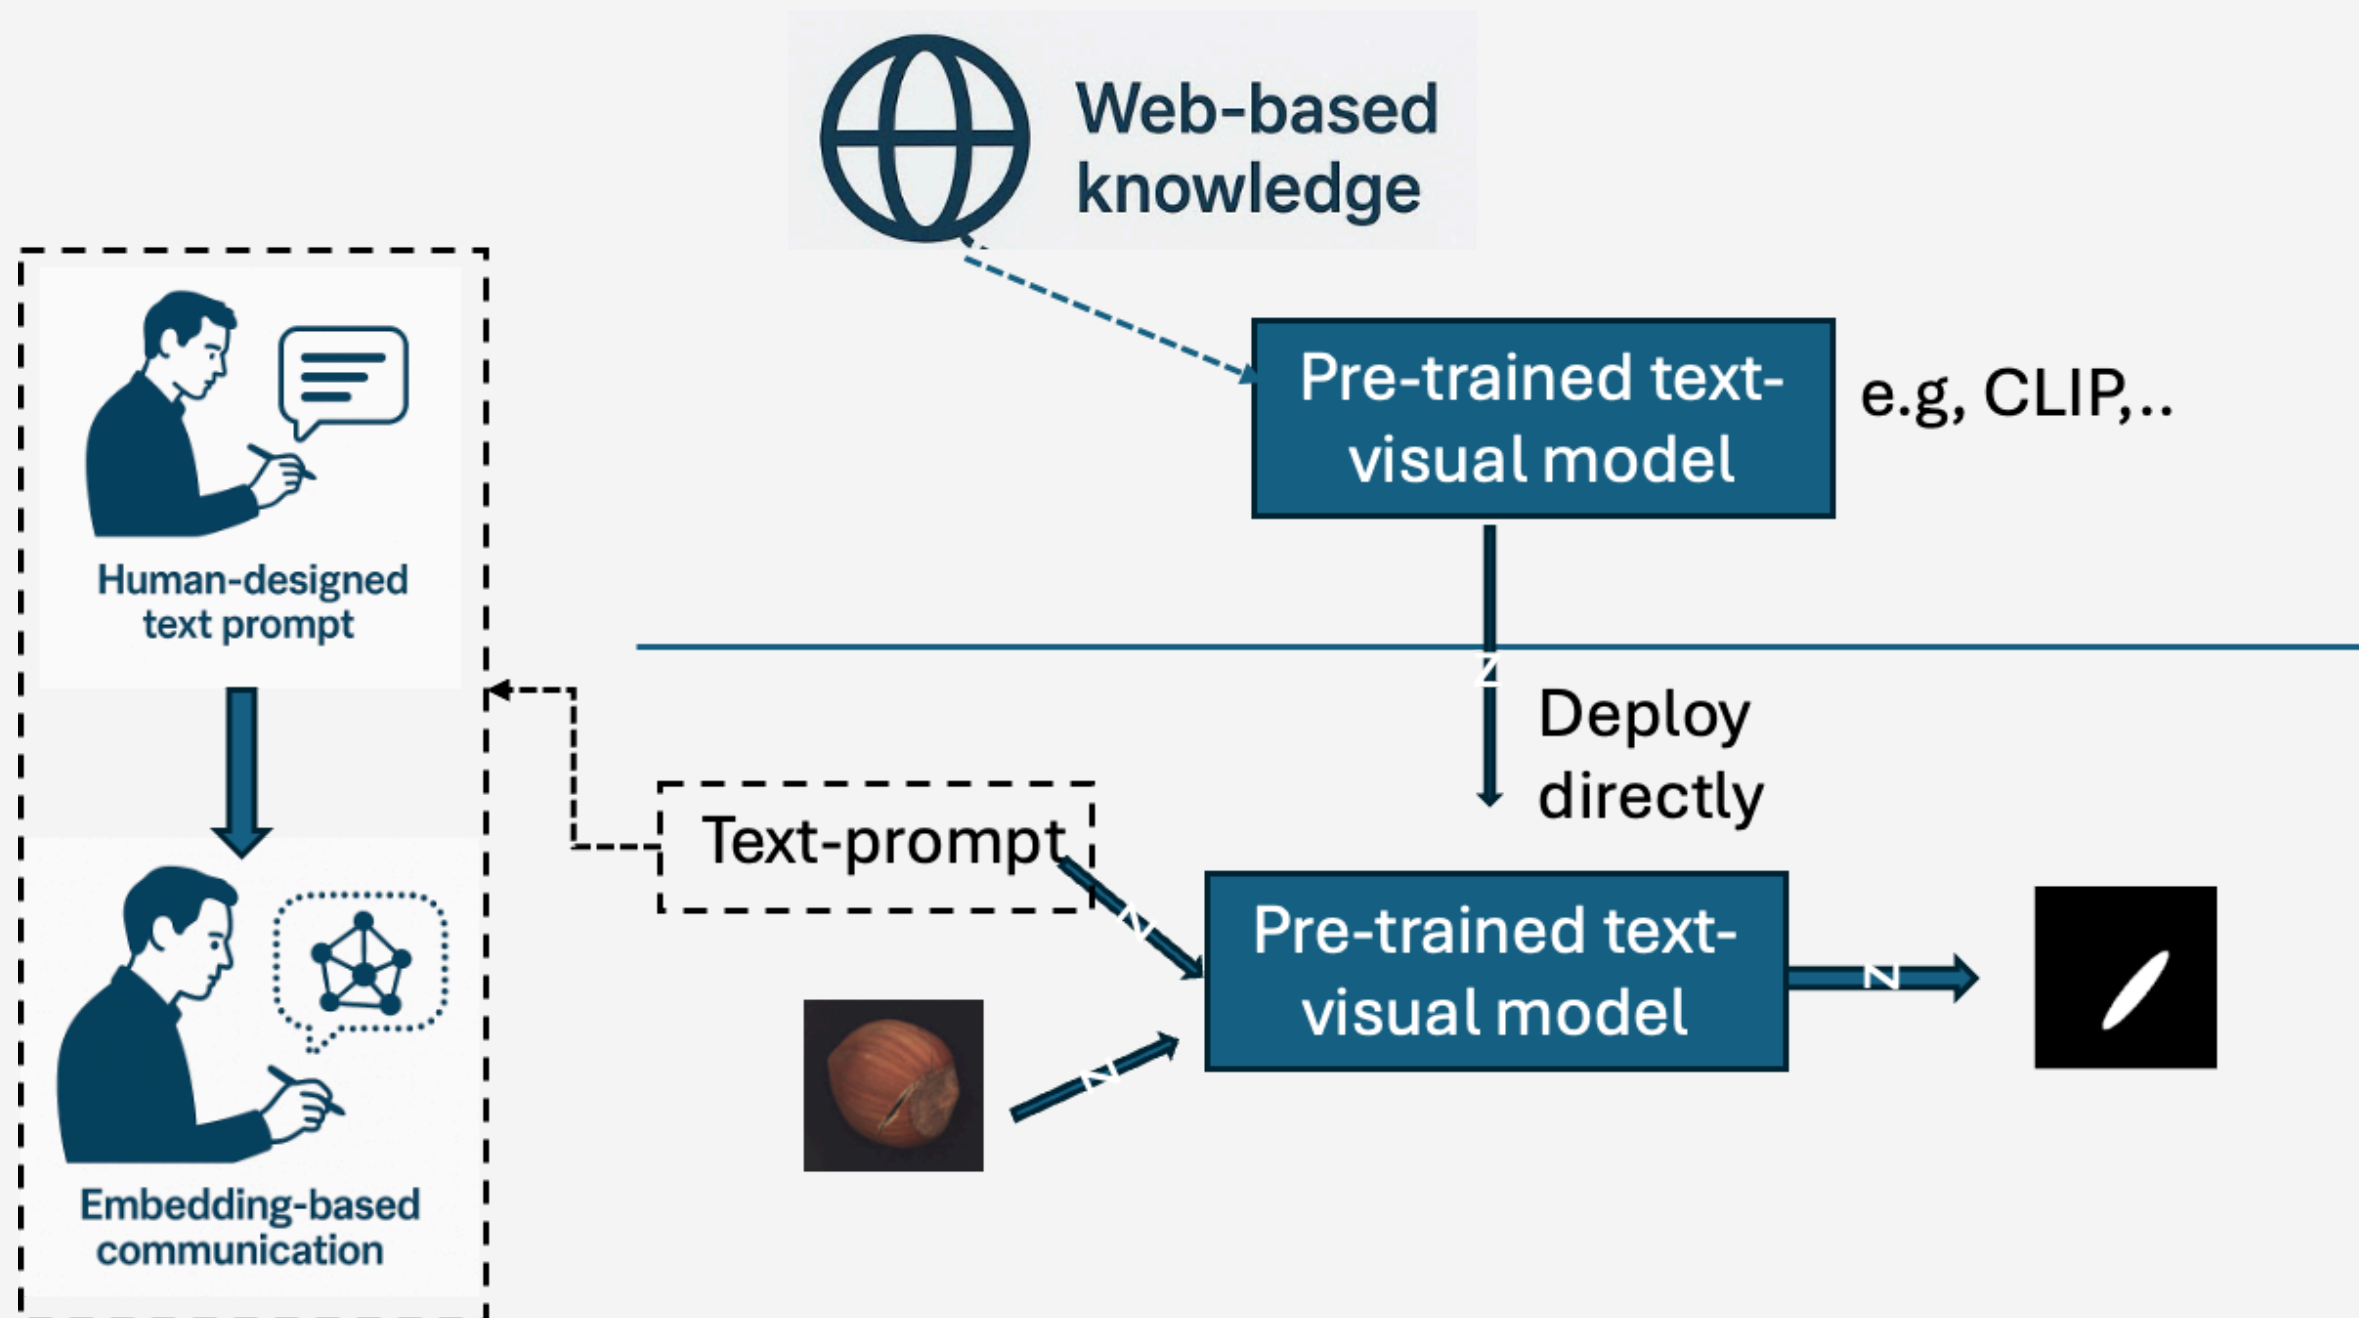 Web-based
knowledge
Pre-trained text-
visual model
e.g, CLIP,..
Human-designed
text prompt
Z
Deploy
directly
Text-prompt
N
Pre-trained text-
visual model
N
N
Embedding-based
communication